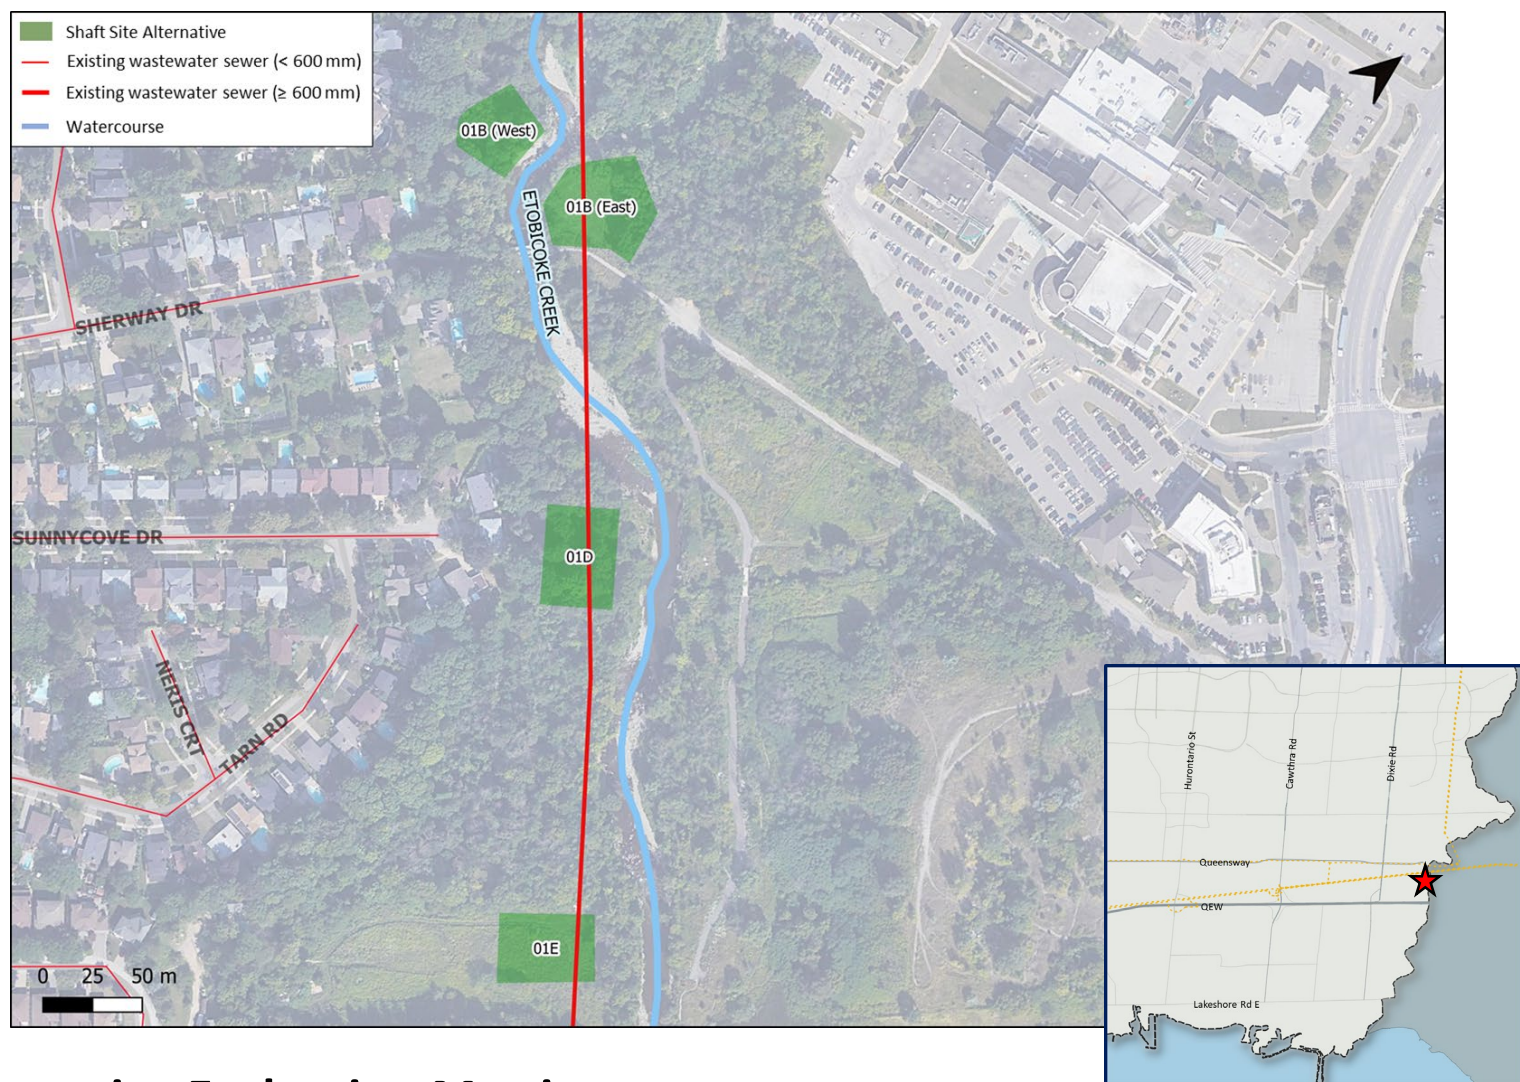 Shaft Site Alternative
Existing wastewater sewer (< 600 mm)
Existing wastewater sewer (≥ 600 mm)
Watercourse
01B (West)
01B (East)
ETOBICOKE CREEK
SHERWAY DR
SUNNYCOVE DR
01D
NERIS CRT
TARN RD
01E
0 25 50 m
Hurontario St
Cawthra Rd
Dixie Rd
Queensway
QEW
Lakeshore Rd E